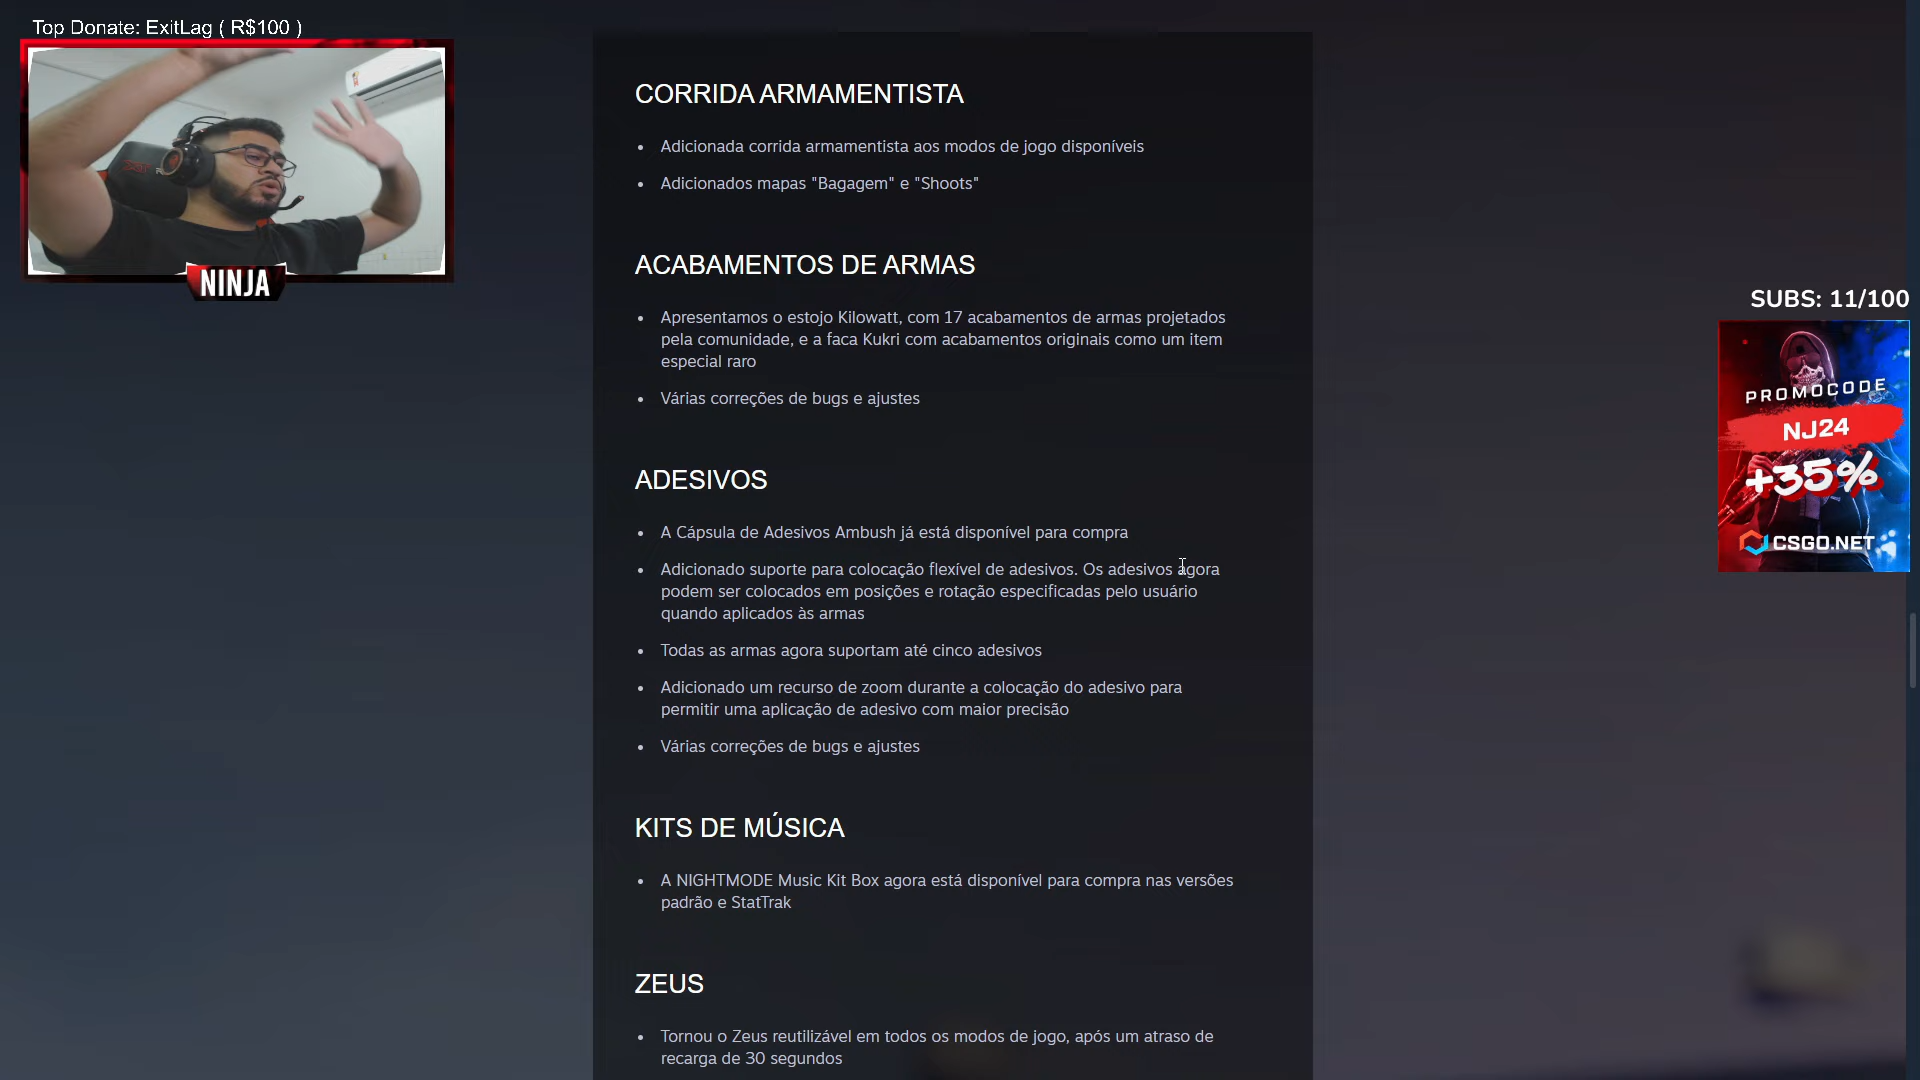 Top Donate: ExitLag ( R$100 )
NINJA
CORRIDA ARMAMENTISTA
• Adicionada corrida armamentista aos modos de jogo disponíveis
• Adicionados mapas "Bagagem" e "Shoots"
ACABAMENTOS DE ARMAS
• Apresentamos o estojo Kilowatt, com 17 acabamentos de armas projetados
pela comunidade, e a faca Kukri com acabamentos originais como um item
especial raro
• Várias correções de bugs e ajustes
ADESIVOS
• A Cápsula de Adesivos Ambush já está disponível para compra
• Adicionado suporte para colocação flexível de adesivos. Os adesivos agora
podem ser colocados em posições e rotação especificadas pelo usuário
quando aplicados às armas
• Todas as armas agora suportam até cinco adesivos
• Adicionado um recurso de zoom durante a colocação do adesivo para
permitir uma aplicação de adesivo com maior precisão
• Várias correções de bugs e ajustes
KITS DE MÚSICA
• A NIGHTMODE Music Kit Box agora está disponível para compra nas versões
padrão e StatTrak
ZEUS
• Tornou o Zeus reutilizável em todos os modos de jogo, após um atraso de
recarga de 30 segundos
SUBS: 11/100
PROMOCODE
NJ24
+35%
CSGO.NET